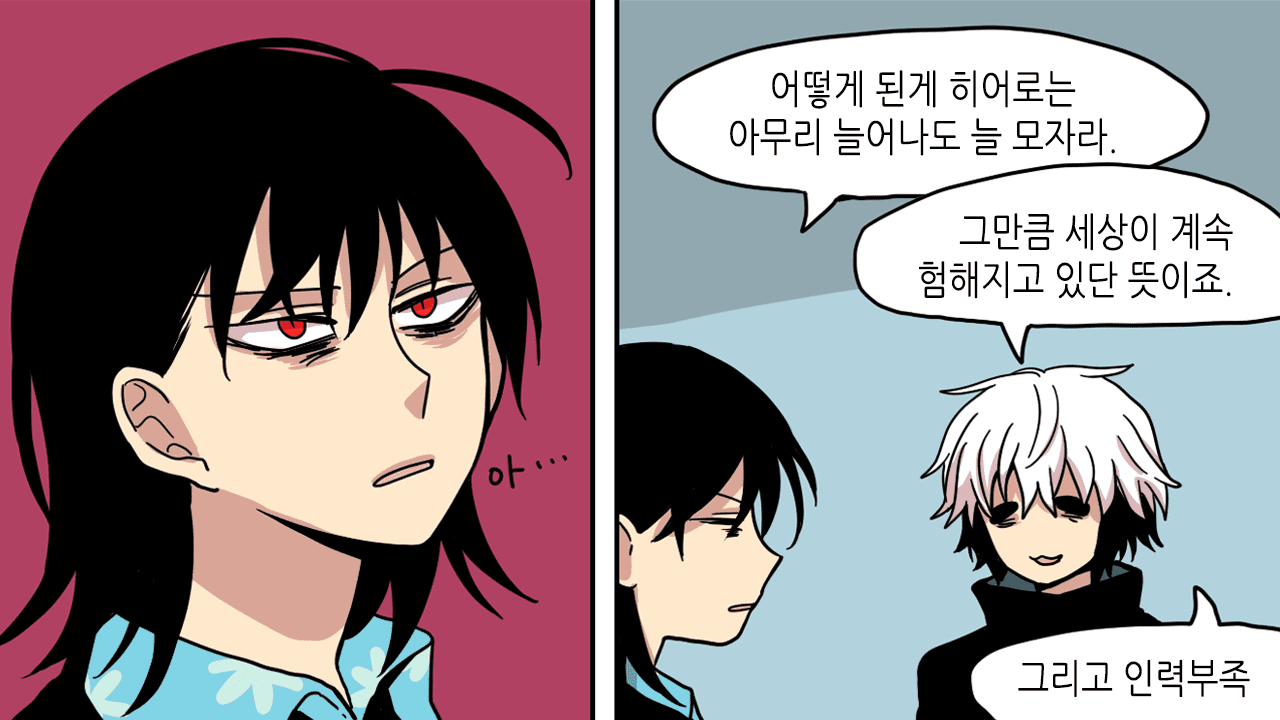 아…
어떻게 된게 히어로는
아무리 늘어나도 늘 모자라.
그만큼 세상이 계속
험해지고 있단 뜻이죠.
그리고 인력부족